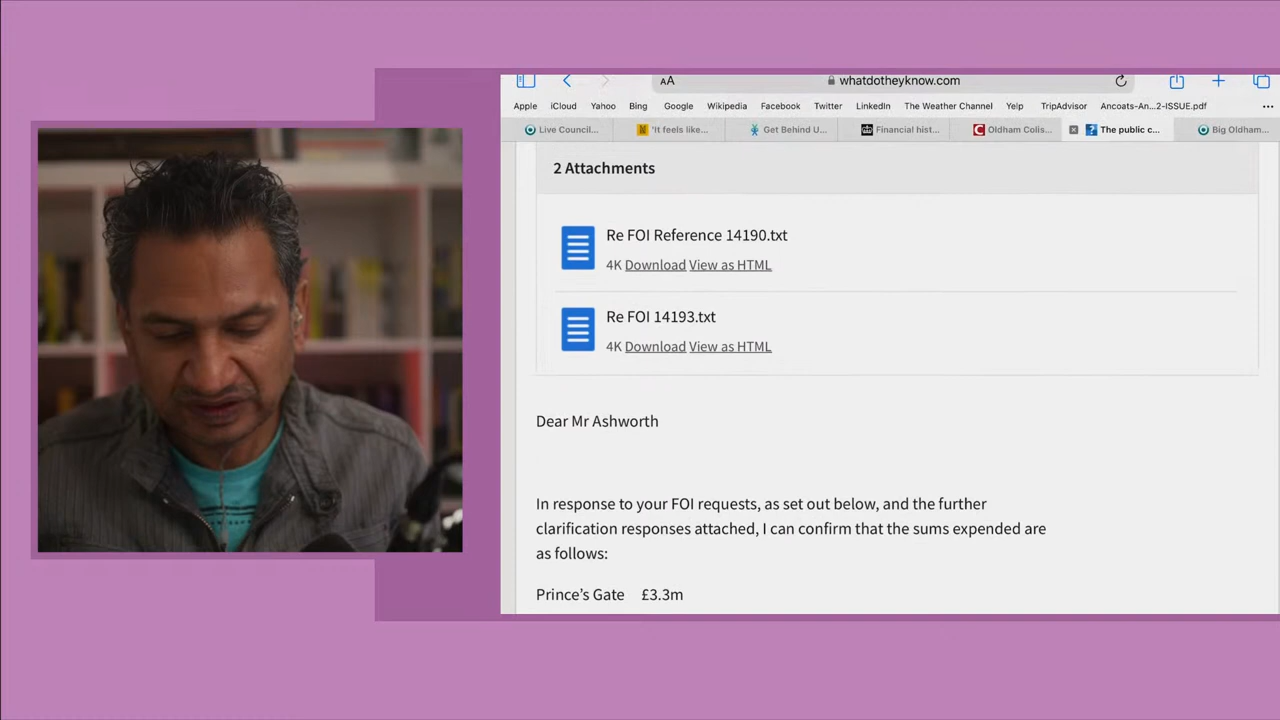 AA
whatdotheyknow.com
Apple iCloud Yahoo Bing Google Wikipedia Facebook Twitter LinkedIn The Weather Channel Yelp TripAdvisor Ancoats-An...2-ISSUE.pdf
Live Council... 'It feels like... Get Behind U... Financial hist... Oldham Colis... The public c... Big Oldham...
2 Attachments
Re FOI Reference 14190.txt
4K Download View as HTML
Re FOI 14193.txt
4K Download View as HTML
Dear Mr Ashworth
In response to your FOI requests, as set out below, and the further
clarification responses attached, I can confirm that the sums expended are
as follows:
Prince's Gate £3.3m